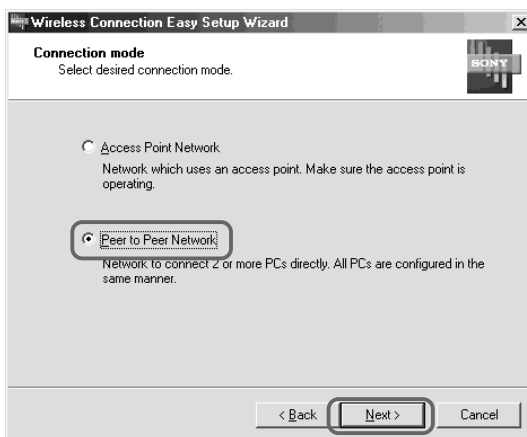 Wireless Connection Easy Setup Wizard
Connection mode
Select desired connection mode.
SONY
Access Point Network
Network which uses an access point. Make sure the access point is
operating.
Peer to Peer Network
Network to connect 2 or more PCs directly. All PCs are configured in the
same manner.
< Back Next > Cancel